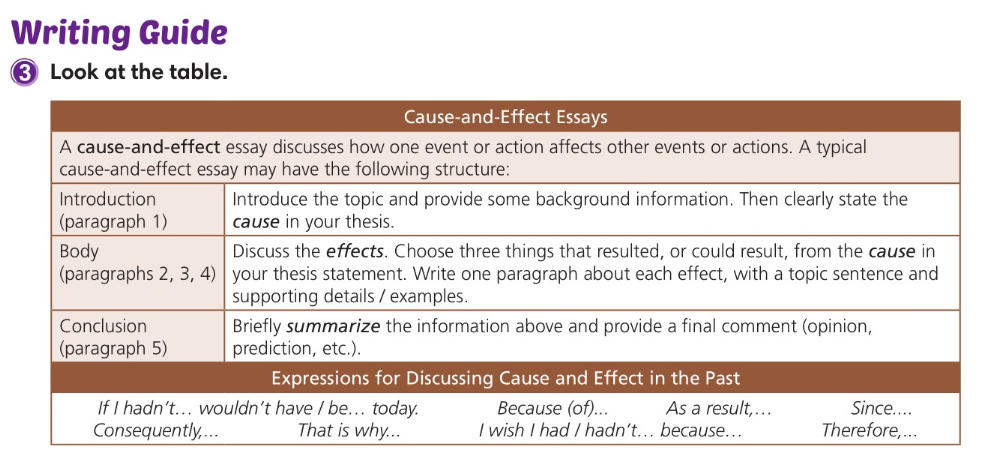 Writing Guide
3 Look at the table.
Cause-and-Effect Essays
A cause-and-effect essay discusses how one event or action affects other events or actions. A typical
cause-and-effect essay may have the following structure:
Introduction
(paragraph 1)
Introduce the topic and provide some background information. Then clearly state the
cause in your thesis.
Body
(paragraphs 2, 3, 4)
Discuss the effects. Choose three things that resulted, or could result, from the cause in
your thesis statement. Write one paragraph about each effect, with a topic sentence and
supporting details / examples.
Conclusion
(paragraph 5)
Briefly summarize the information above and provide a final comment (opinion,
prediction, etc.).
Expressions for Discussing Cause and Effect in the Past
If I hadn't... wouldn't have / be... today. Because (of)... As a result,... Since....
Consequently,... That is why... I wish I had / hadn't... because... Therefore,...